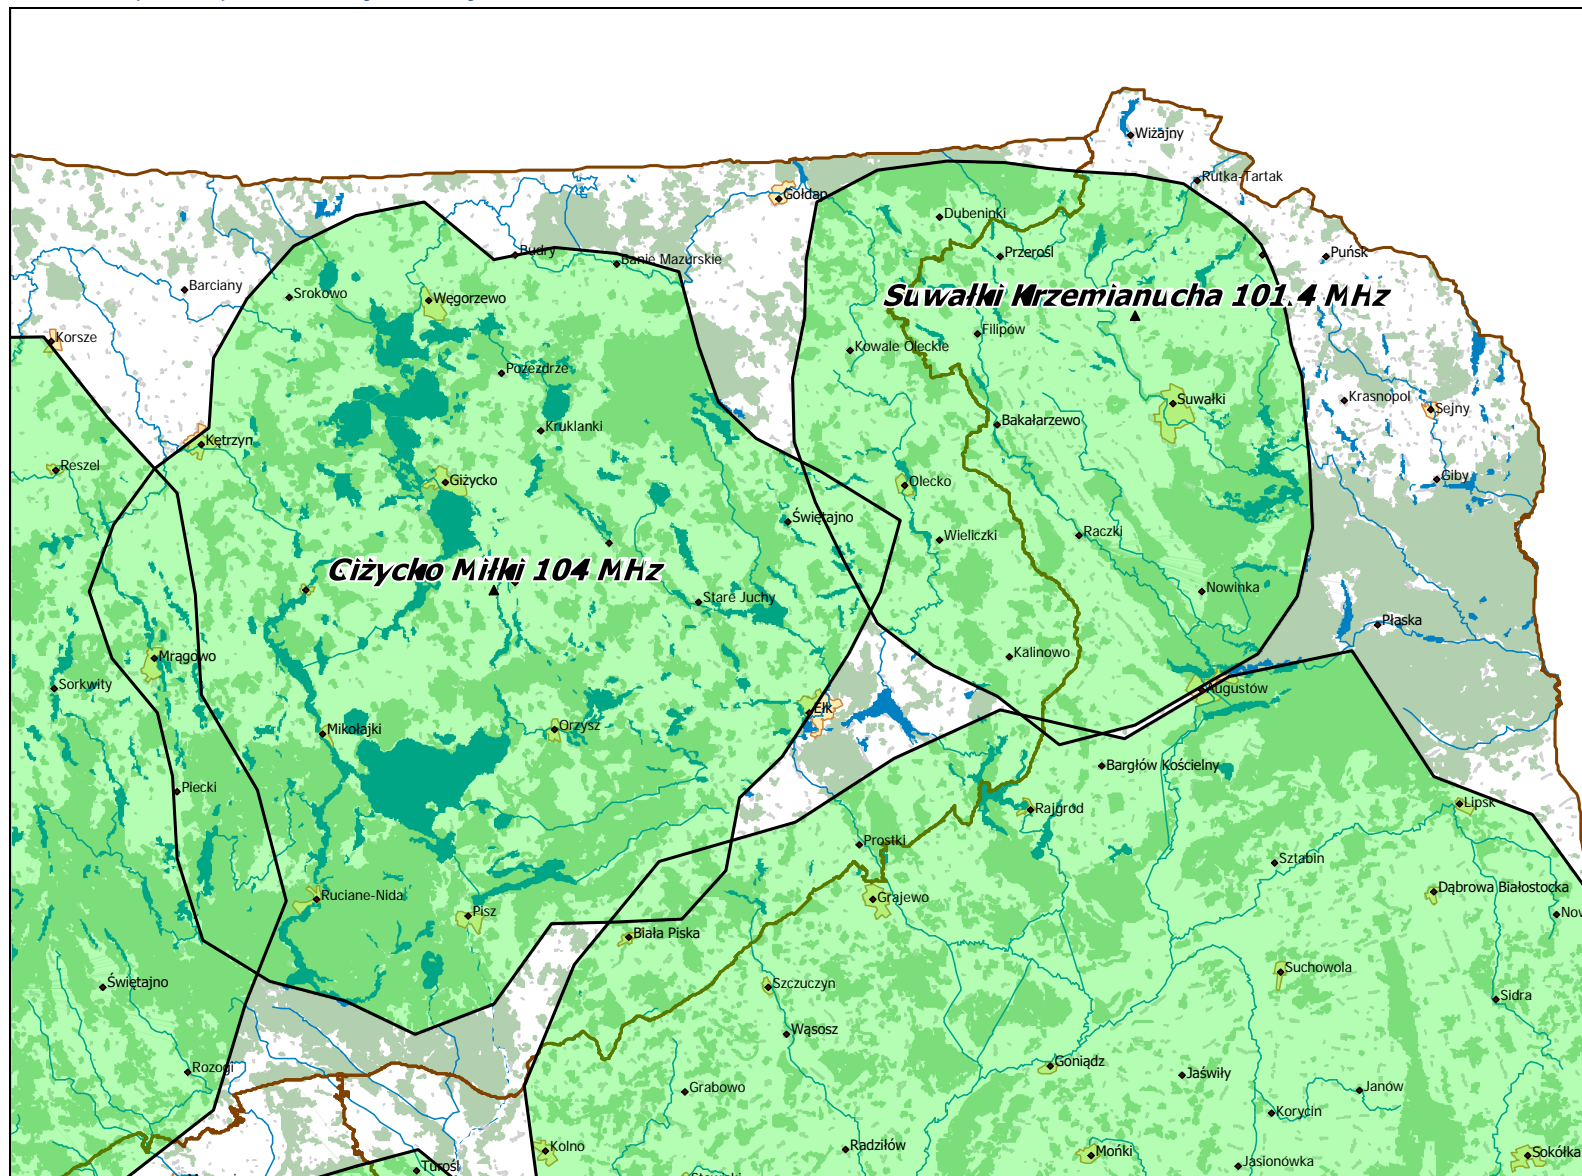 Wiżajny
Rutka-Tartak
Gołdap
Dubeninki
Budry
Banie Mazurskie
Przerośl
Puńsk
Barciany
Srokowo
Węgorzewo
Suwałki Krzemianucha 101.4 MHz
Korsze
Filipów
Kowale Oleckie
Pozezdrze
Krasnopol
Suwałki
Sejny
Bakałarzewo
Kruklanki
Kętrzyn
Reszel
Giżycko
Olecko
Giby
Świętajno
Wieliczki
Raczki
Giżycko Miłki 104 MHz
Nowinka
Stare Juchy
Płaska
Mrągowo
Kalinowo
Sorkwity
Augustów
Ełk
Mikołajki
Orzysz
Bargłów Kościelny
Piecki
Rajgród
Lipsk
Prostki
Sztabin
Ruciane-Nida
Grajewo
Dąbrowa Białostocka
Pisz
Biała Piska
Suchowola
Świętajno
Szczuczyn
Sidra
Wąsosz
Rozogi
Goniądz
Jaświły
Grabowo
Janów
Korycin
Kolno
Radziłów
Mońki
Sokółka
Jasionówka
Turośl